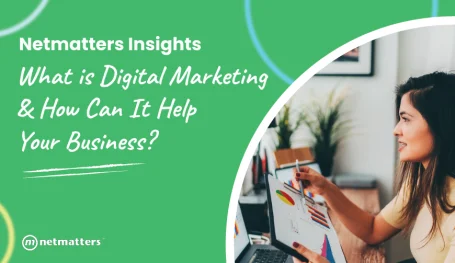 Netmatters Insights
What is Digital Marketing
& How Can It Help
Your Business?
netmatters